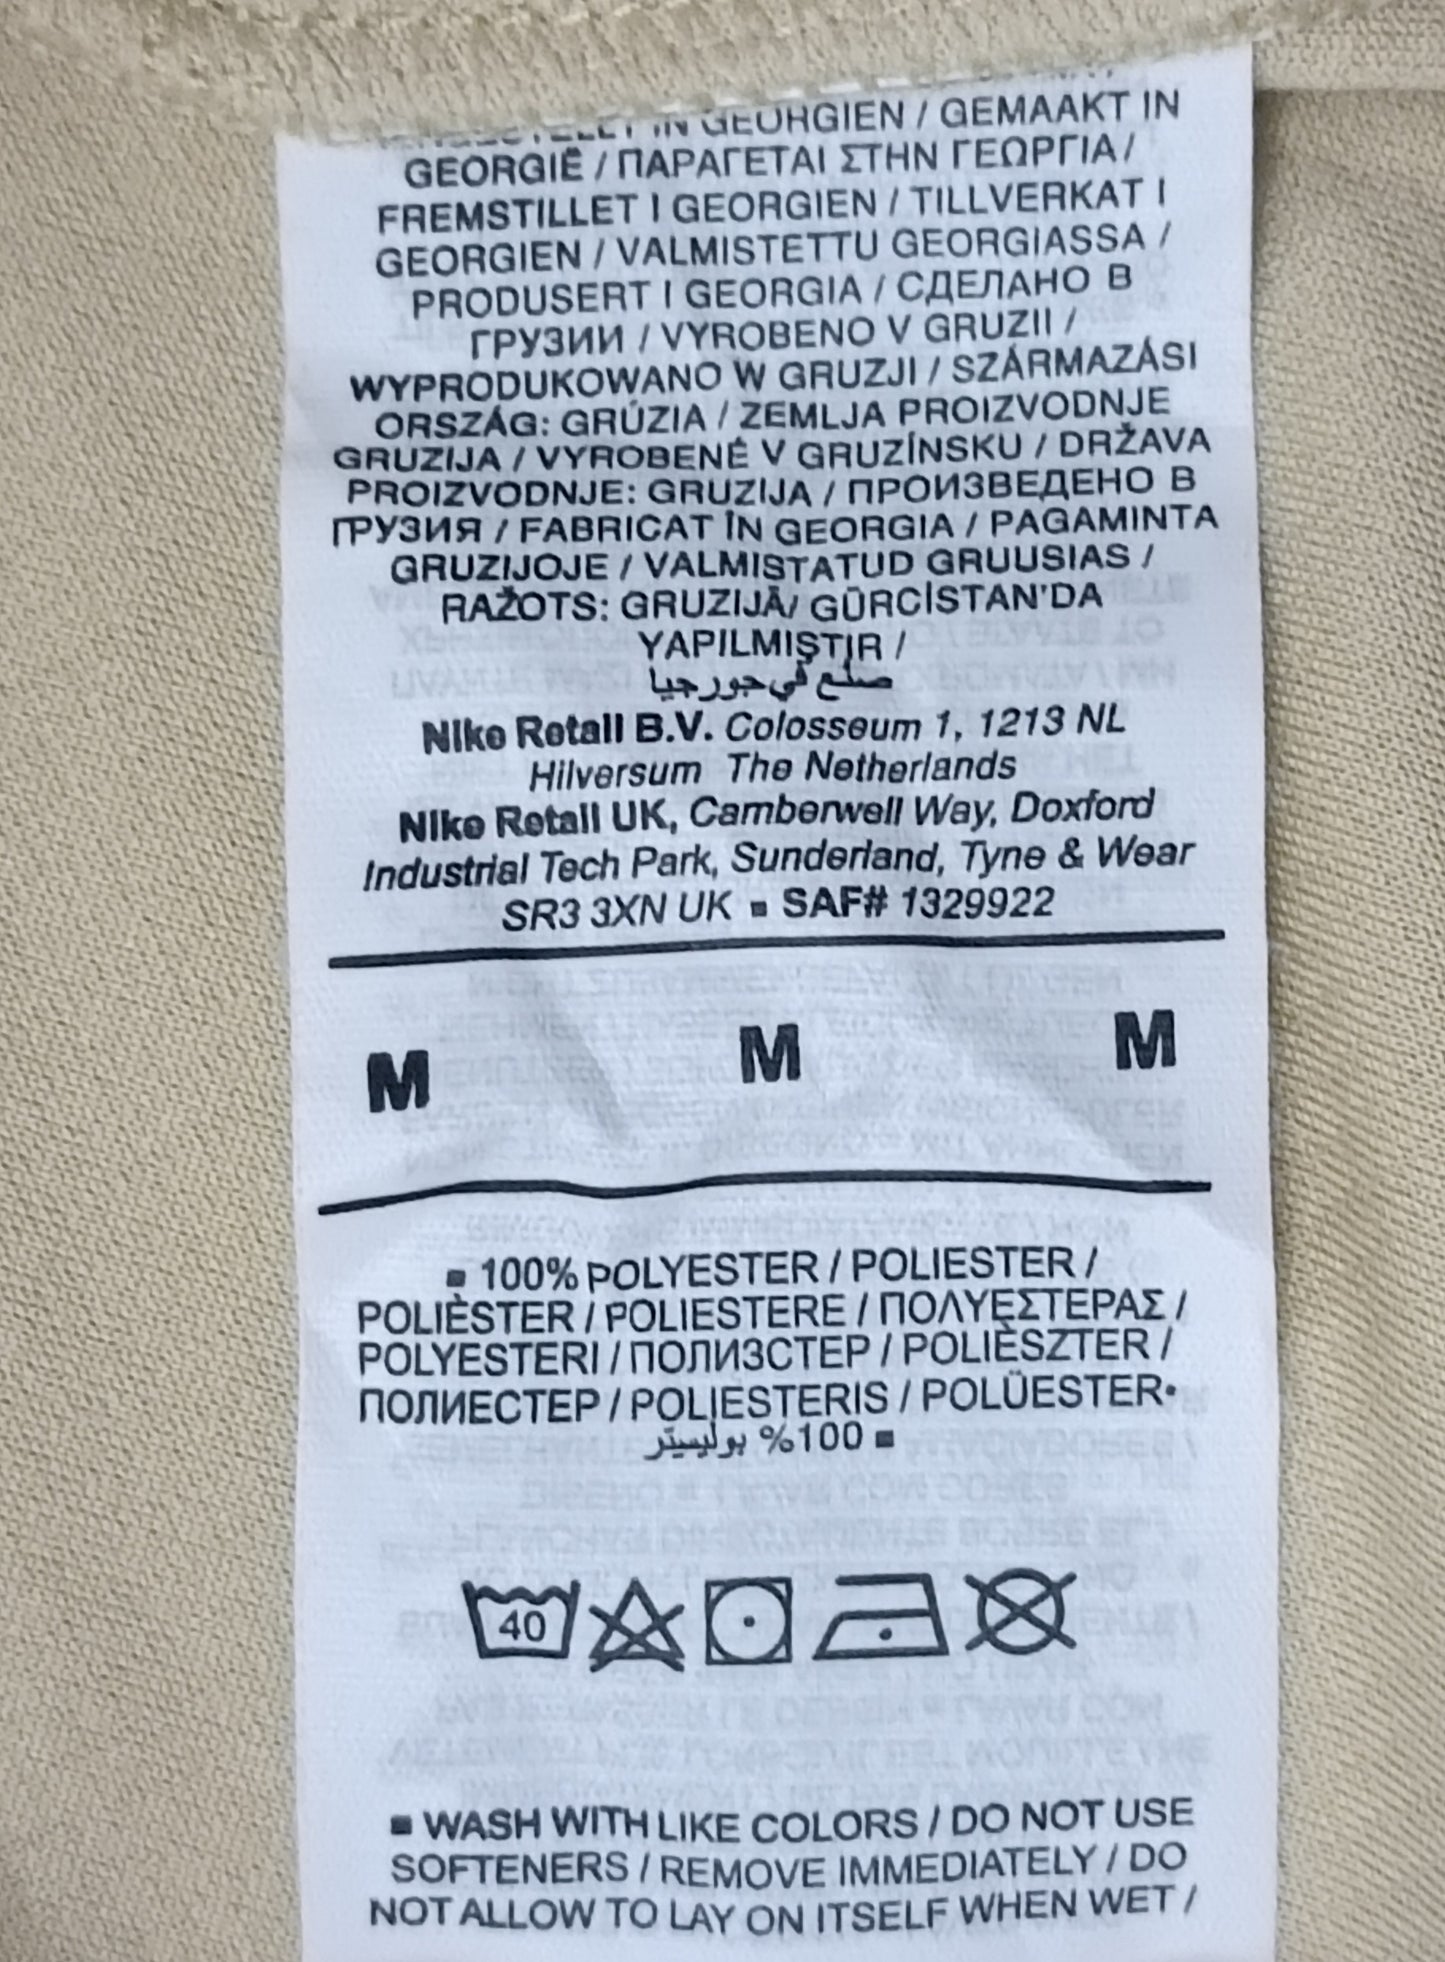 IN GEORGIEN / GEMAAKT IN
GEORGIË / ΠΑΡΑΓΕΤΑΙ ΣΤΗΝ ΓΕΩΡΓΙΑ /
FREMSTILLET I GEORGIEN / TILLVERKAT I
GEORGIEN / VALMISTETTU GEORGIASSA /
PRODUSERT I GEORGIA / СДЕЛАНО В
ГРУЗИИ / VYROBENO V GRUZII /
WYPRODUKOWANO W GRUZJI / SZÁRMAZÁSI
ORSZÁG: GRÚZIA / ZEMLJA PROIZVODNJE
GRUZIJA / VYROBENÉ V GRUZÍNSKU / DRŽAVA
PROIZVODNJE: GRUZIJA / ПРОИЗВЕДЕНО В
ГРУЗИЯ / FABRICAT ÎN GEORGIA / PAGAMINTA
GRUZIJOJE / VALMISTATUD GRUUSIAS /
RAŽOTS: GRUZIJĀ/ GÜRCİSTAN'DA
YAPILMIŞTIR /
صنع في جورجيا
Nike Retail B.V. Colosseum 1, 1213 NL
Hilversum The Netherlands
Nike Retail UK, Camberwell Way, Doxford
Industrial Tech Park, Sunderland, Tyne & Wear
SR3 3XN UK ▪ SAF# 1329922
M M M
▪ 100% POLYESTER / POLIESTER /
POLIÈSTER / POLIESTERE / ΠΟΛΥΕΣΤΕΡΑΣ /
POLYESTERI / ПОЛИЗСТЕР / POLIÈSZTER /
ПОЛИЕСТЕР / POLIESTERIS / POLÜESTER•
▪ 100% بوليستر
40
▪ WASH WITH LIKE COLORS / DO NOT USE
SOFTENERS / REMOVE IMMEDIATELY / DO
NOT ALLOW TO LAY ON ITSELF WHEN WET /